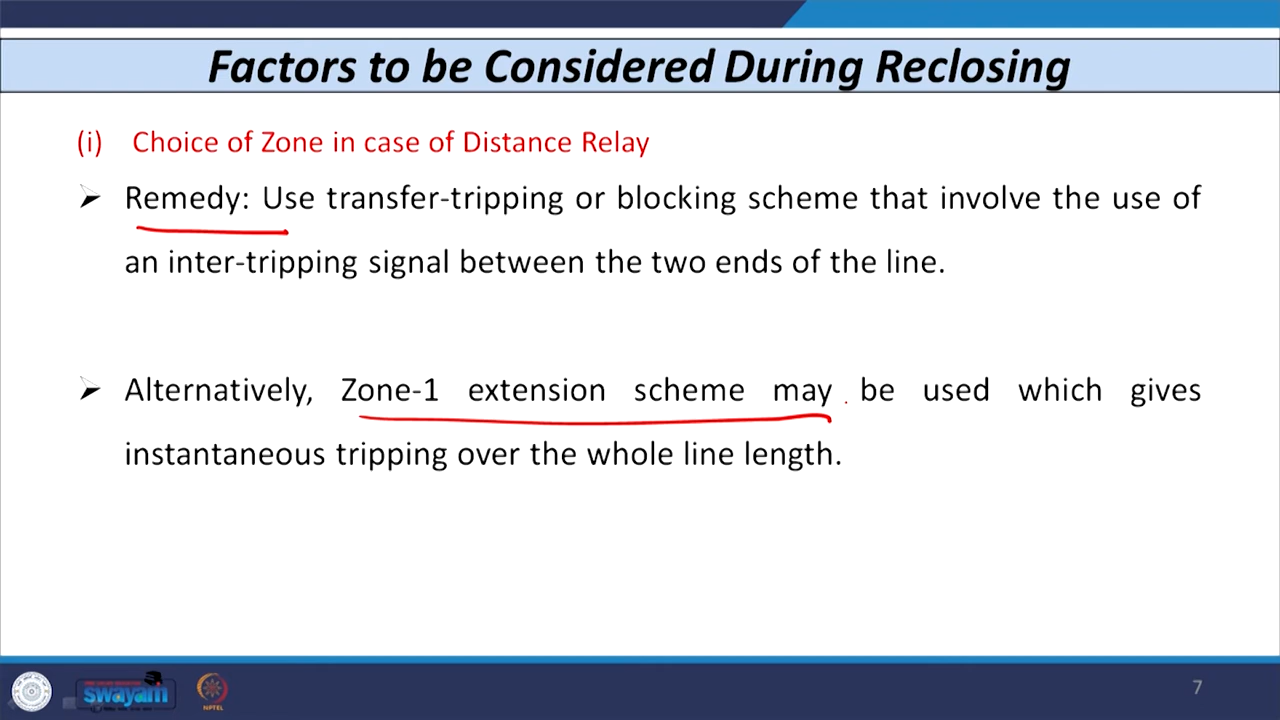 Factors to be Considered During Reclosing
(i) Choice of Zone in case of Distance Relay
➢ Remedy: Use transfer-tripping or blocking scheme that involve the use of
an inter-tripping signal between the two ends of the line.
➢ Alternatively, Zone-1 extension scheme may be used which gives
instantaneous tripping over the whole line length.
swayam
NPTEL
7